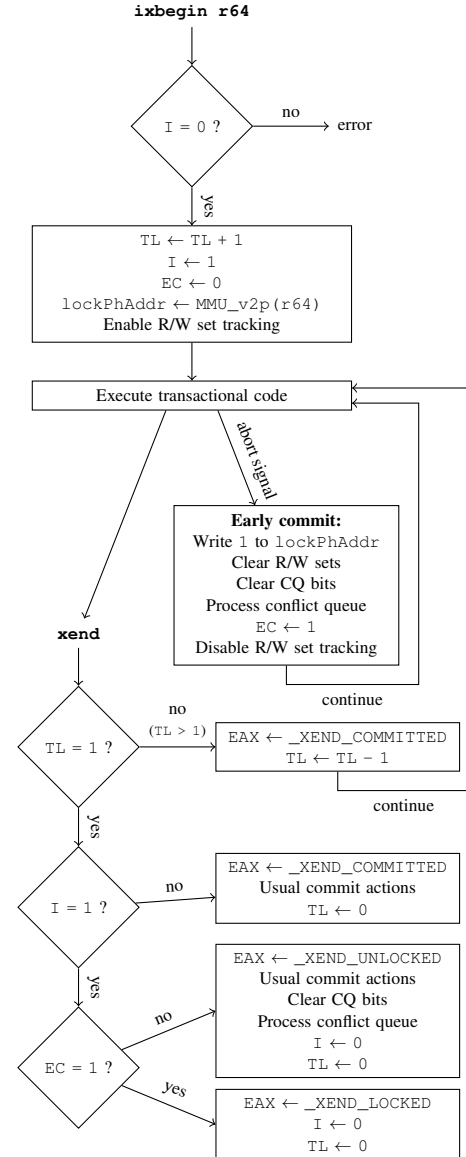 ixbegin r64
I = 0 ?
no
error
yes
TL ← TL + 1
I ← 1
EC ← 0
lockPhAddr ← MMU_v2p(r64)
Enable R/W set tracking
Execute transactional code
abort signal
Early commit:
Write 1 to lockPhAddr
Clear R/W sets
Clear CQ bits
Process conflict queue
EC ← 1
Disable R/W set tracking
continue
xend
TL = 1 ?
no
(TL > 1)
EAX ← _XEND_COMMITTED
TL ← TL - 1
continue
yes
I = 1 ?
no
EAX ← _XEND_COMMITTED
Usual commit actions
TL ← 0
yes
EC = 1 ?
no
EAX ← _XEND_UNLOCKED
Usual commit actions
Clear CQ bits
Process conflict queue
I ← 0
TL ← 0
yes
EAX ← _XEND_LOCKED
I ← 0
TL ← 0